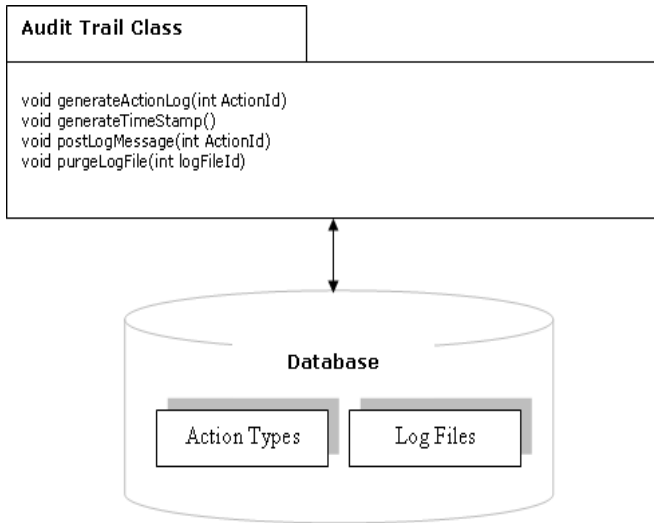 Audit Trail Class
void generateActionLog(int ActionId)
void generateTimeStamp()
void postLogMessage(int ActionId)
void purgeLogFile(int logFileId)
Database
Action Types
Log Files